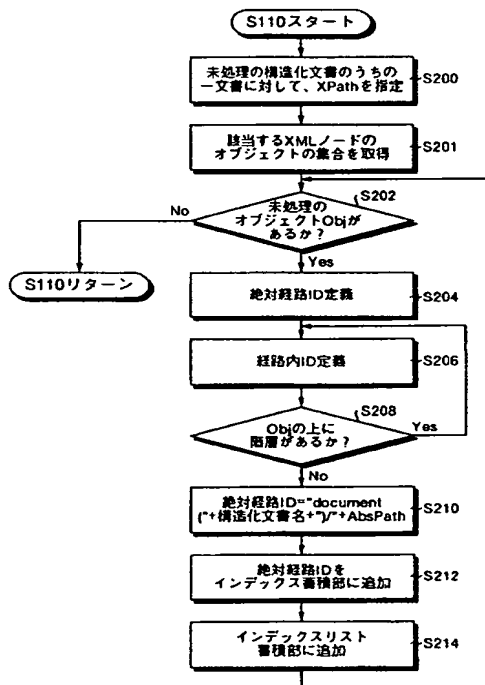 S110スタート
未処理の構造化文書のうちの
一文書に対して、XPathを指定
S200
該当するXMLノードの
オブジェクトの集合を取得
S201
S202
未処理の
オブジェクトObjが
あるか？
No
Yes
S110リターン
絶対経路ID定義
S204
経路内ID定義
S206
S208
Objの上に
階層があるか？
Yes
No
絶対経路ID="document
("+構造化文書名+")/"+AbsPath
S210
絶対経路IDを
インデックス蓄積部に追加
S212
インデックスリスト
蓄積部に追加
S214